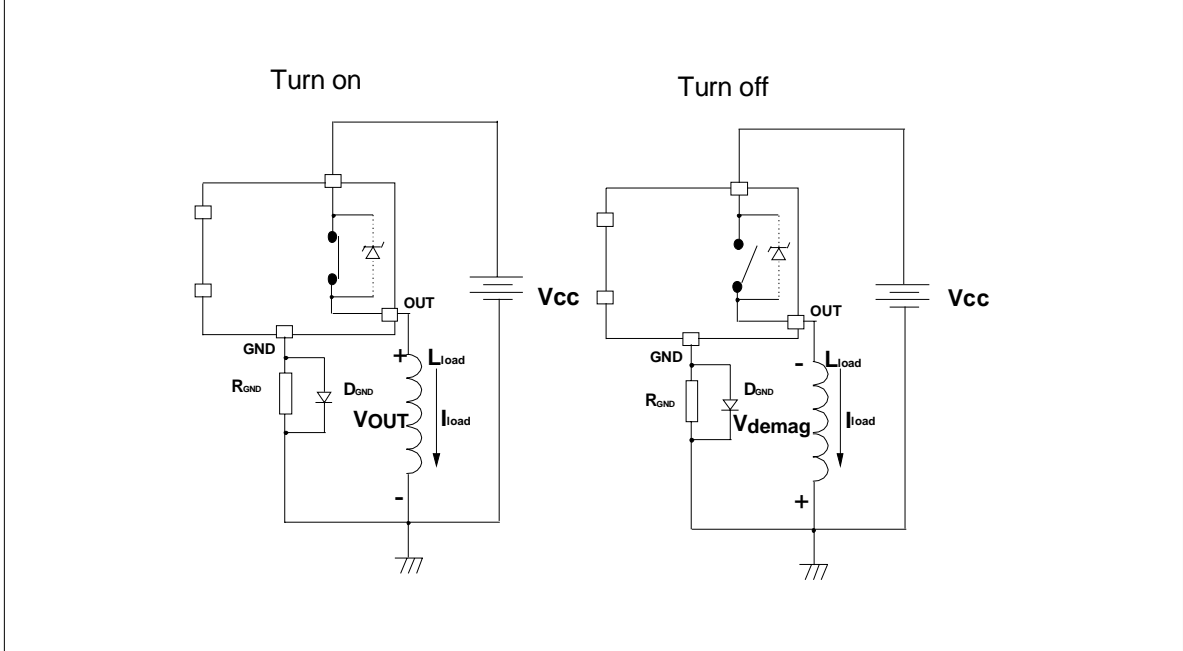 Turn on
Vcc
OUT
GND
RGND
DGND
+
Lload
VOUT
Iload
-
Turn off
Vcc
OUT
GND
RGND
DGND
-
Lload
Vdemag
Iload
+